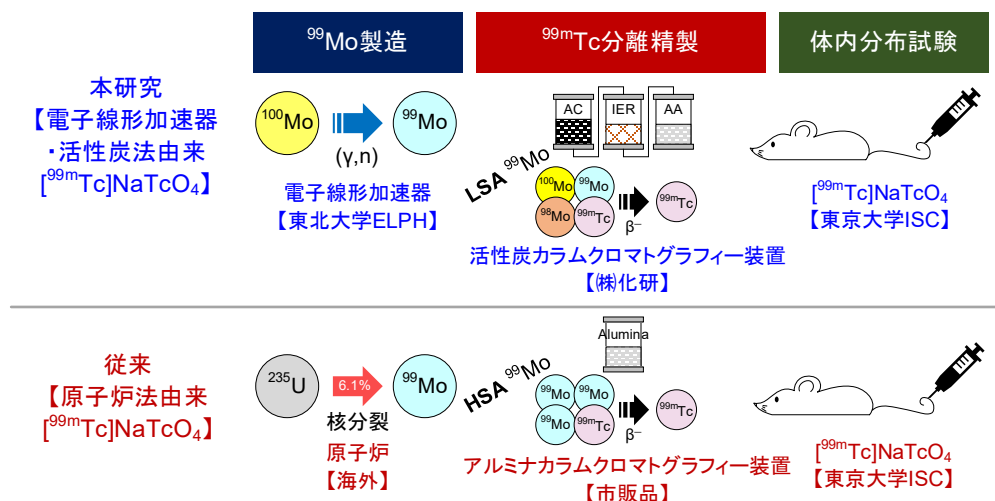 ⁹⁹Mo製造
⁹⁹ᵐTc分離精製
体内分布試験
本研究
【電子線形加速器
・活性炭法由来
[⁹⁹ᵐTc]NaTcO₄】
¹⁰⁰Mo
(γ,n)
⁹⁹Mo
電子線形加速器
【東北大学ELPH】
AC
IER
AA
LSA ⁹⁹Mo
¹⁰⁰Mo
⁹⁹Mo
⁹⁸Mo
⁹⁹ᵐTc
β⁻
⁹⁹ᵐTc
活性炭カラムクロマトグラフィー装置
【㈱化研】
[⁹⁹ᵐTc]NaTcO₄
【東京大学ISC】
従来
【原子炉法由来
[⁹⁹ᵐTc]NaTcO₄】
²³⁵U
6.1%
⁹⁹Mo
核分裂
原子炉
【海外】
Alumina
HSA ⁹⁹Mo
⁹⁹Mo
⁹⁹Mo
⁹⁹Mo
⁹⁹ᵐTc
β⁻
⁹⁹ᵐTc
アルミナカラムクロマトグラフィー装置
【市販品】
[⁹⁹ᵐTc]NaTcO₄
【東京大学ISC】